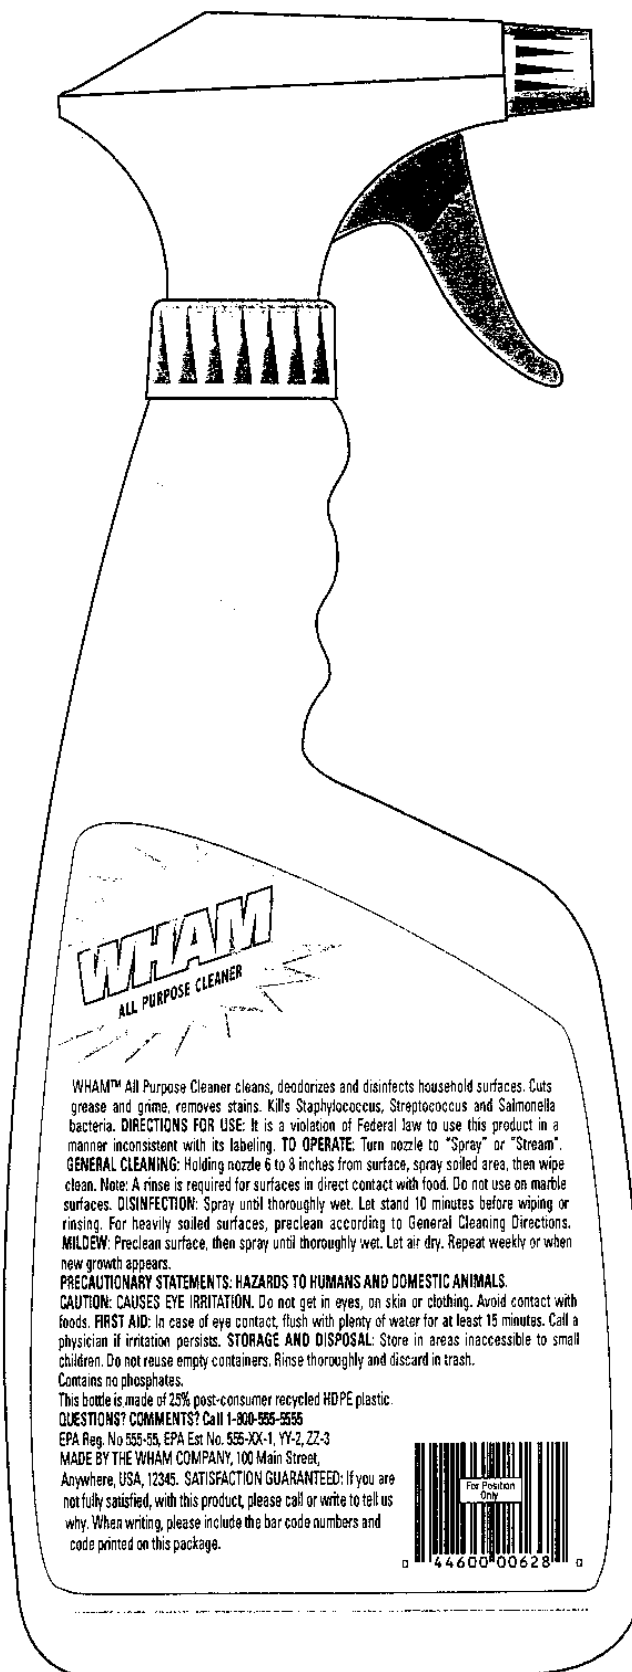 WHAM
ALL PURPOSE CLEANER
WHAM™ All Purpose Cleaner cleans, deodorizes and disinfects household surfaces. Cuts
grease and grime, removes stains. Kills Staphylococcus, Streptococcus and Salmonella
bacteria. DIRECTIONS FOR USE: It is a violation of Federal law to use this product in a
manner inconsistent with its labeling. TO OPERATE: Turn nozzle to "Spray" or "Stream".
GENERAL CLEANING: Holding nozzle 6 to 8 inches from surface, spray soiled area, then wipe
clean. Note: A rinse is required for surfaces in direct contact with food. Do not use on marble
surfaces. DISINFECTION: Spray until thoroughly wet. Let stand 10 minutes before wiping or
rinsing. For heavily soiled surfaces, preclean according to General Cleaning Directions.
MILDEW: Preclean surface, then spray until thoroughly wet. Let air dry. Repeat weekly or when
new growth appears.
PRECAUTIONARY STATEMENTS: HAZARDS TO HUMANS AND DOMESTIC ANIMALS.
CAUTION: CAUSES EYE IRRITATION. Do not get in eyes, on skin or clothing. Avoid contact with
foods. FIRST AID: In case of eye contact, flush with plenty of water for at least 15 minutes. Call a
physician if irritation persists. STORAGE AND DISPOSAL: Store in areas inaccessible to small
children. Do not reuse empty containers. Rinse thoroughly and discard in trash.
Contains no phosphates.
This bottle is made of 25% post-consumer recycled HDPE plastic.
QUESTIONS? COMMENTS? Call 1-800-555-5555
EPA Reg. No 555-55, EPA Est No. 555-XX-1, YY-2, ZZ-3
MADE BY THE WHAM COMPANY, 100 Main Street,
Anywhere, USA, 12345. SATISFACTION GUARANTEED: If you are
not fully satisfied, with this product, please call or write to tell us
why. When writing, please include the bar code numbers and
code printed on this package.
For Position
Only
0 44600 00628 0